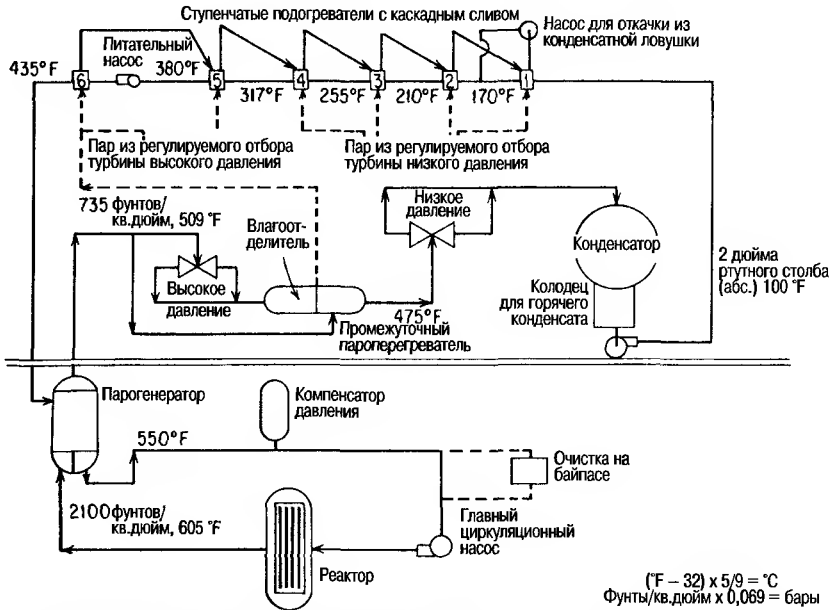 Ступенчатые подогреватели с каскадным сливом
Насос для откачки из
конденсатной ловушки
Питательный
насос
435°F
6
380°F
5
317°F
4
255°F
3
210°F
2
170°F
1
Пар из регулируемого отбора
турбины высокого давления
Пар из регулируемого отбора
турбины низкого давления
735 фунтов/
кв.дюйм, 509 °F
Влагоот-
делитель
Низкое
давление
Конденсатор
Высокое
давление
475°F
Промежуточный
пароперегреватель
Колодец
для горячего
конденсата
2 дюйма
ртутного столба
(абс.) 100 °F
Парогенератор
Компенсатор
давления
550°F
Очистка на
байпасе
2100 фунтов/
кв.дюйм, 605 °F
Главный
циркуляционный
насос
Реактор
(°F – 32) x 5/9 = °C
Фунты/кв.дюйм x 0,069 = бары